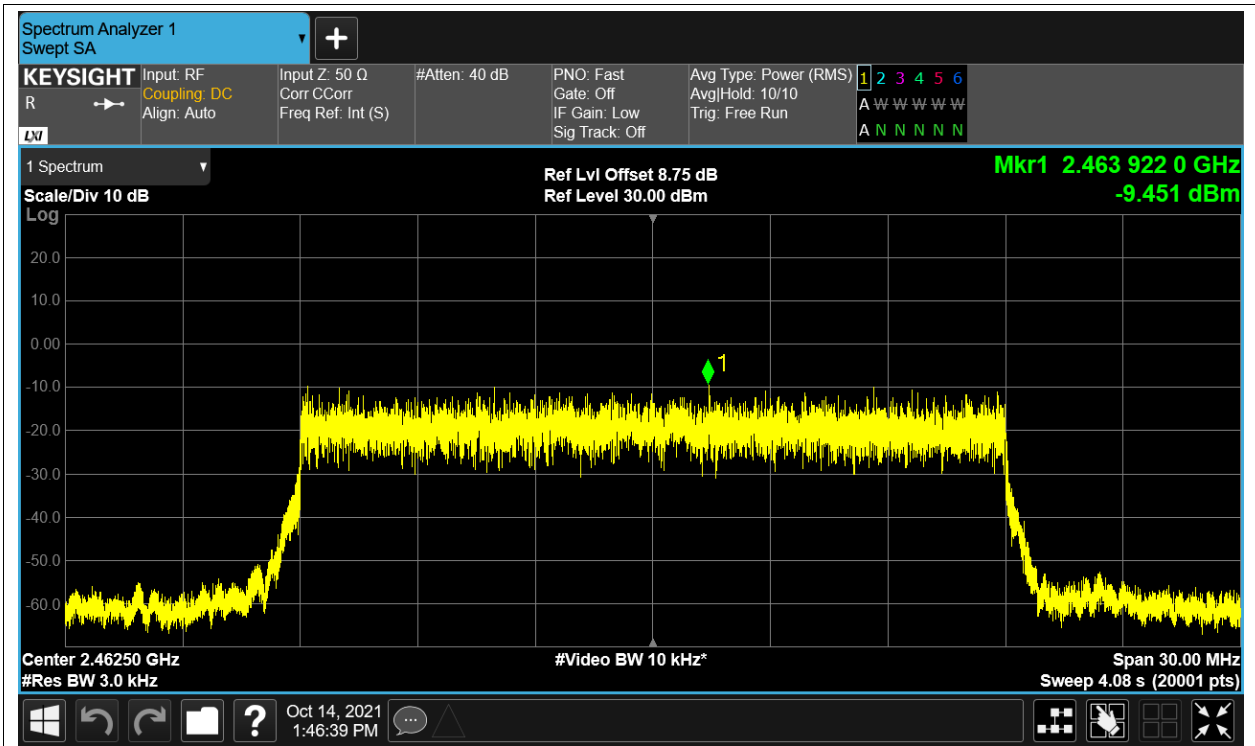 Spectrum Analyzer 1
Swept SA
KEYSIGHT
R
LXI
Input: RF
Coupling: DC
Align: Auto
Input Z: 50 Ω
Corr CCorr
Freq Ref: Int (S)
#Atten: 40 dB
PNO: Fast
Gate: Off
IF Gain: Low
Sig Track: Off
Avg Type: Power (RMS)
Avg|Hold: 10/10
Trig: Free Run
1 2 3 4 5 6
A W W W W W
A N N N N N
1 Spectrum
Scale/Div 10 dB
Log
Ref Lvl Offset 8.75 dB
Ref Level 30.00 dBm
Mkr1 2.463 922 0 GHz
-9.451 dBm
20.0
10.0
0.00
-10.0
-20.0
-30.0
-40.0
-50.0
-60.0
1
Center 2.46250 GHz
#Res BW 3.0 kHz
#Video BW 10 kHz*
Span 30.00 MHz
Sweep 4.08 s (20001 pts)
?
Oct 14, 2021
1:46:39 PM